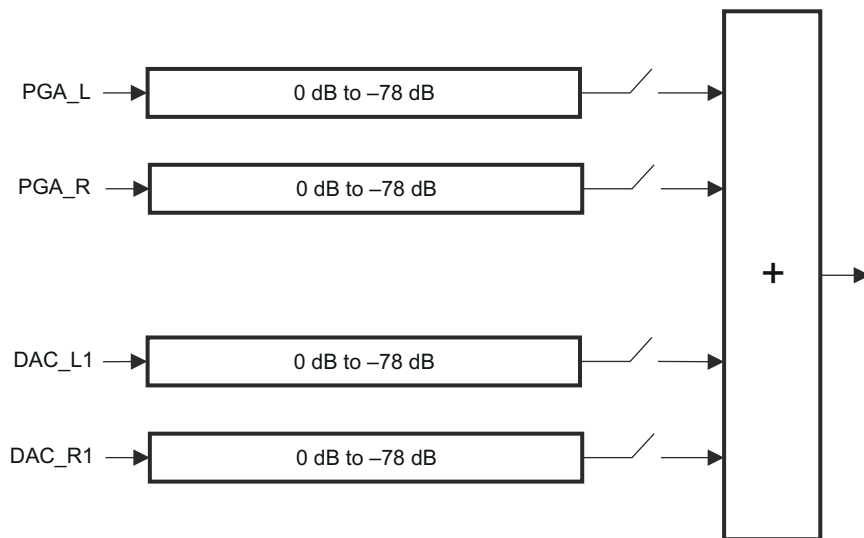 PGA_L
0 dB to –78 dB
PGA_R
0 dB to –78 dB
+
DAC_L1
0 dB to –78 dB
DAC_R1
0 dB to –78 dB